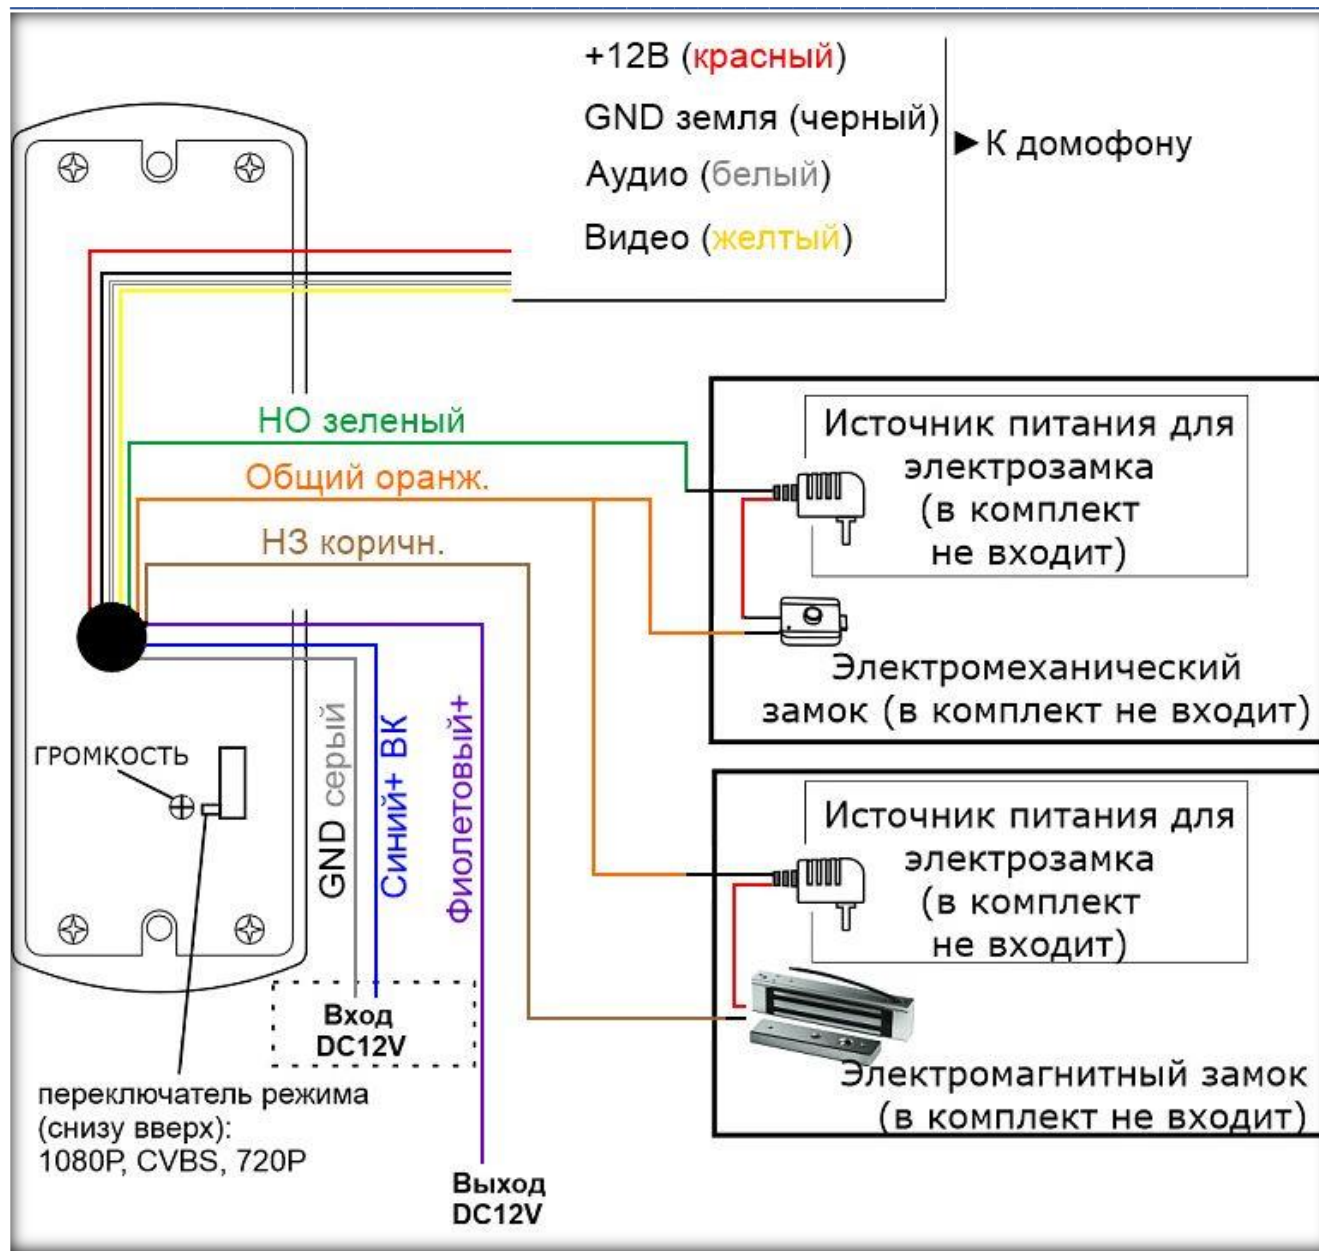 +12В (красный)
GND земля (черный)
Аудио (белый)
Видео (желтый)
К домофону
НО зеленый
Общий оранж.
НЗ коричн.
Источник питания для
электрозамка
(в комплект
не входит)
Электромеханический
замок (в комплект не входит)
ГРОМКОСТЬ
GND серый
Синий+ ВК
Фиолетовый+
Источник питания для
электрозамка
(в комплект
не входит)
Электромагнитный замок
(в комплект не входит)
Вход
DC12V
переключатель режима
(снизу вверх):
1080P, CVBS, 720P
Выход
DC12V